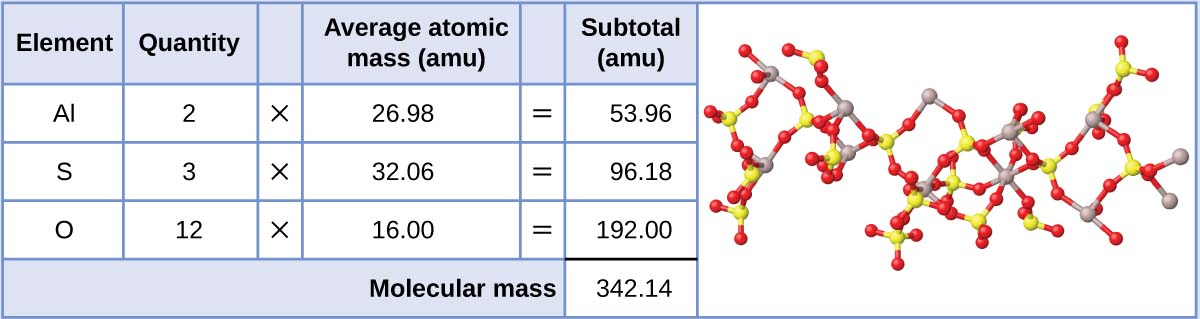 Element Quantity Average atomic mass (amu) Subtotal (amu)
Al 2 × 26.98 = 53.96
S 3 × 32.06 = 96.18
O 12 × 16.00 = 192.00
Molecular mass 342.14